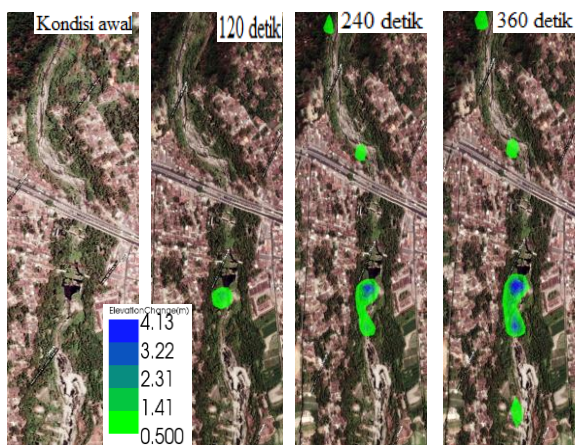 Kondisi awal
120 detik
240 detik
360 detik
ElevationChange(m)
4.13
3.22
2.31
1.41
0.500